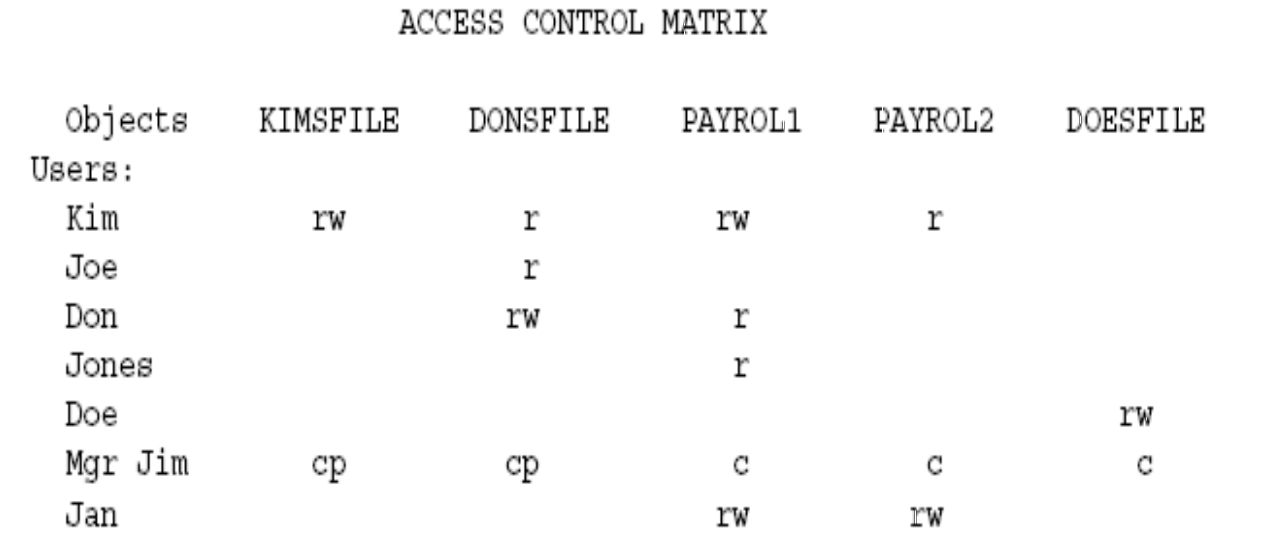 ACCESS CONTROL MATRIX
Objects KIMSFILE DONSFILE PAYROL1 PAYROL2 DOESFILE
Users:
Kim rw r rw r
Joe r
Don rw r
Jones r
Doe rw
Mgr Jim cp cp c c c
Jan rw rw